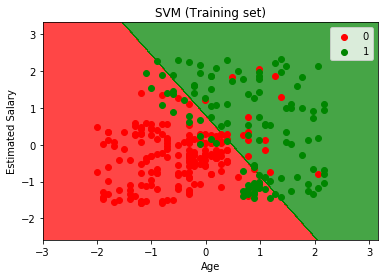 SVM (Training set)
0
1
Estimated Salary
3
2
1
0
−1
−2
−3 −2 −1 0 1 2 3
Age